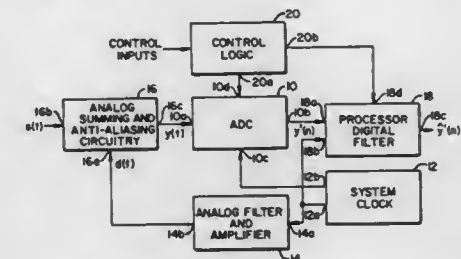 20
CONTROL INPUTS
CONTROL LOGIC
20b
20a
16
10d
10
18d
18
16b
ANALOG SUMMING AND ANTI-ALIASING CIRCUITRY
16c
10a
ADC
10b
18a
PROCESSOR DIGITAL FILTER
18c
s(t)
y(t)
y'(n)
ỹ'(n)
18b
16a
d(t)
10c
12b
12
SYSTEM CLOCK
12a
14b
ANALOG FILTER AND AMPLIFIER
14a
14